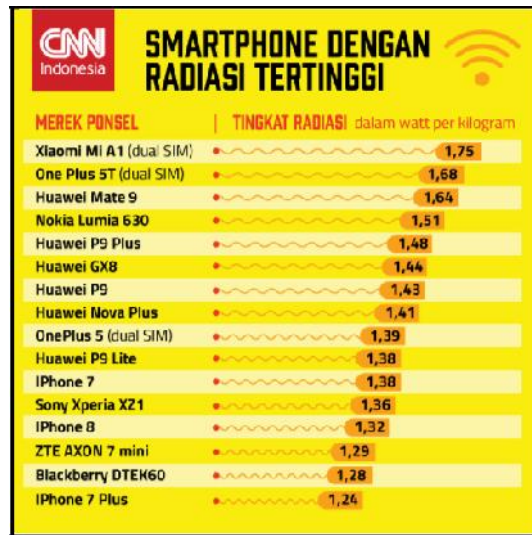 CNN
Indonesia
SMARTPHONE DENGAN
RADIASI TERTINGGI
MEREK PONSEL | TINGKAT RADIASI dalam watt per kilogram
Xiaomi Mi A1 (dual SIM) 1,75
One Plus 5T (dual SIM) 1,68
Huawei Mate 9 1,64
Nokia Lumia 630 1,51
Huawei P9 Plus 1,48
Huawei GX8 1,44
Huawei P9 1,43
Huawei Nova Plus 1,41
OnePlus 5 (dual SIM) 1,39
Huawei P9 Lite 1,38
IPhone 7 1,38
Sony Xperia XZ1 1,36
IPhone 8 1,32
ZTE AXON 7 mini 1,29
Blackberry DTEK60 1,28
IPhone 7 Plus 1,24